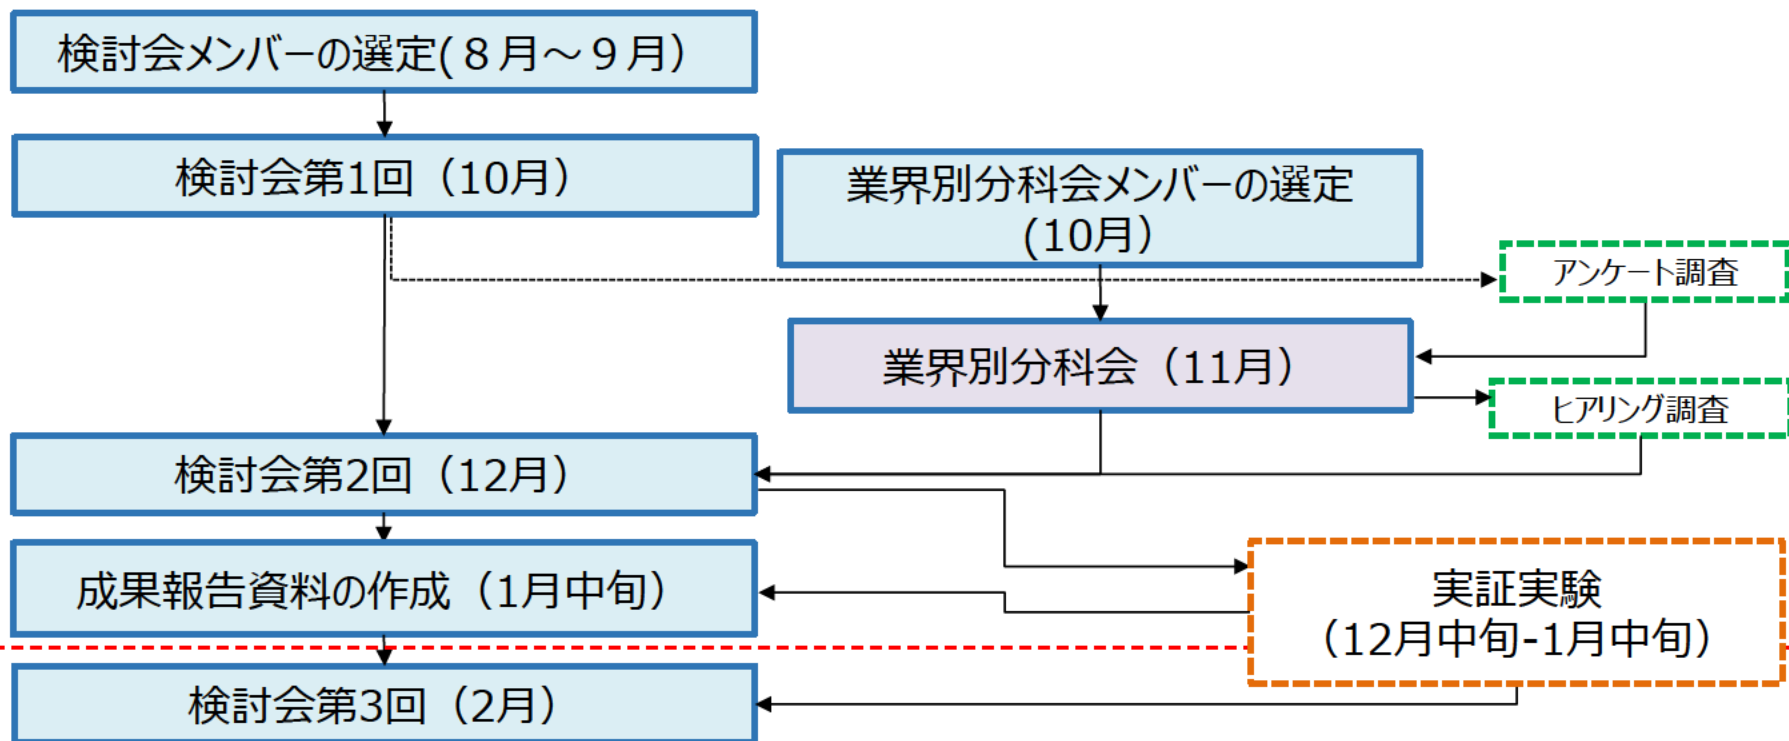 検討会メンバーの選定(８月～９月）
検討会第1回（10月）
業界別分科会メンバーの選定
(10月）
アンケート調査
業界別分科会（11月）
ヒアリング調査
検討会第2回（12月）
成果報告資料の作成（1月中旬）
実証実験
（12月中旬-1月中旬）
検討会第3回（2月）